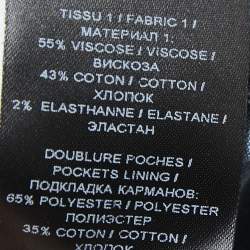 TISSU 1 / FABRIC 1 /
МАТЕРИАЛ 1:
55% VISCOSE / VISCOSE /
ВИСКОЗА
43% COTON / COTTON /
ХЛОПОК
2% ELASTHANNE / ELASTANE /
ЭЛАСТАН
DOUBLURE POCHES /
POCKETS LINING /
ПОДКЛАДКА КАРМАНОВ:
65% POLYESTER / POLYESTER
ПОЛИЭСТЕР
35% COTON / COTTON /
ХЛОПОК